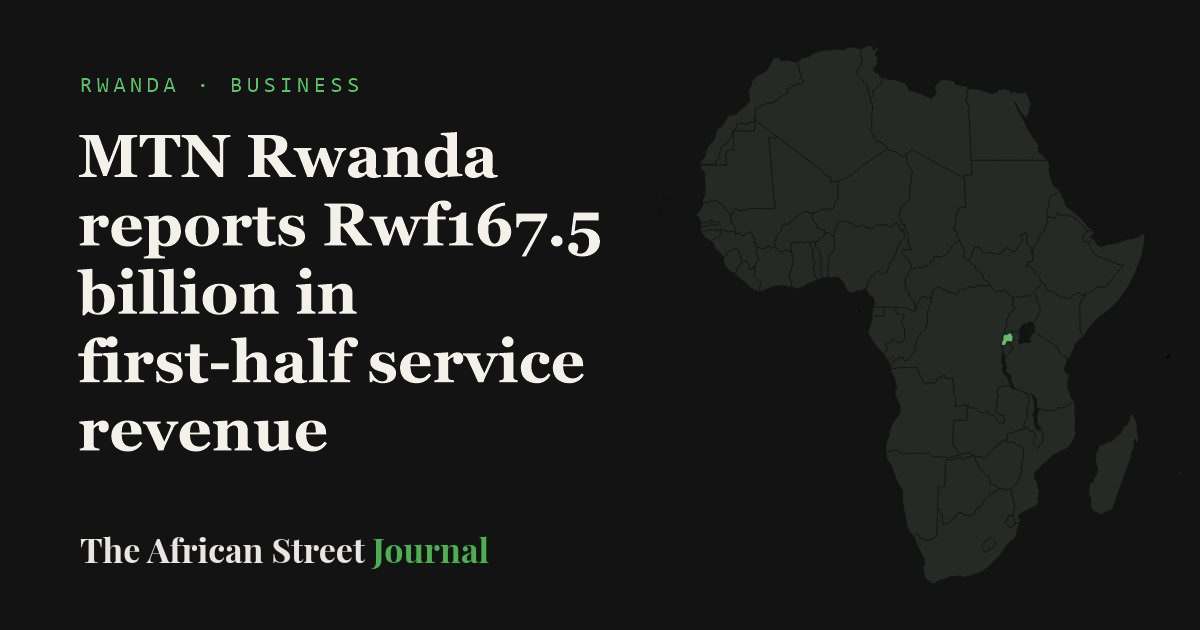 RWANDA · BUSINESS
MTN Rwanda
reports Rwf167.5
billion in
first-half service
revenue
The African Street Journal